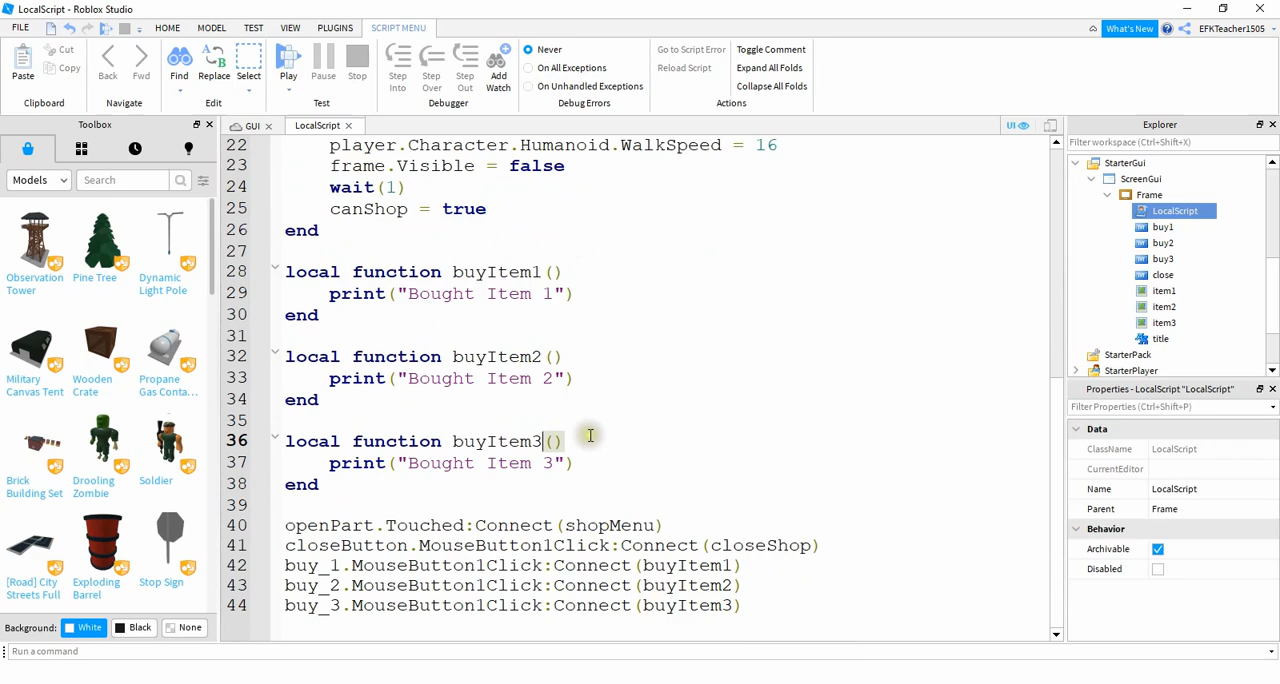 LocalScript - Roblox Studio
FILE HOME MODEL TEST VIEW PLUGINS SCRIPT MENU What's New EFKTeacher1505
Paste Cut Copy
Clipboard
Back Fwd
Navigate
Find Replace Select
Edit
Play Pause Stop
Test
Step Into Step Over Step Out Add Watch
Debugger
Never
On All Exceptions
On Unhandled Exceptions
Debug Errors
Go to Script Error Toggle Comment
Reload Script Expand All Folds
Collapse All Folds
Actions
Toolbox
Models Search
Observation Tower
Pine Tree
Dynamic Light Pole
Military Canvas Tent
Wooden Crate
Propane Gas Conta...
Brick Building Set
Drooling Zombie
Soldier
[Road] City Streets Full
Exploding Barrel
Stop Sign
Background: White Black None
GUI LocalScript UI
22 player.Character.Humanoid.WalkSpeed = 16
23 frame.Visible = false
24 wait(1)
25 canShop = true
26 end
27
28 local function buyItem1()
29 print("Bought Item 1")
30 end
31
32 local function buyItem2()
33 print("Bought Item 2")
34 end
35
36 local function buyItem3()
37 print("Bought Item 3")
38 end
39
40 openPart.Touched:Connect(shopMenu)
41 closeButton.MouseButton1Click:Connect(closeShop)
42 buy_1.MouseButton1Click:Connect(buyItem1)
43 buy_2.MouseButton1Click:Connect(buyItem2)
44 buy_3.MouseButton1Click:Connect(buyItem3)
Explorer
Filter workspace (Ctrl+Shift+X)
StarterGui
ScreenGui
Frame
LocalScript
buy1
buy2
buy3
close
item1
item2
item3
title
StarterPack
StarterPlayer
Properties - LocalScript "LocalScript"
Filter Properties (Ctrl+Shift+P)
Data
ClassName LocalScript
CurrentEditor
Name LocalScript
Parent Frame
Behavior
Archivable
Disabled
Run a command